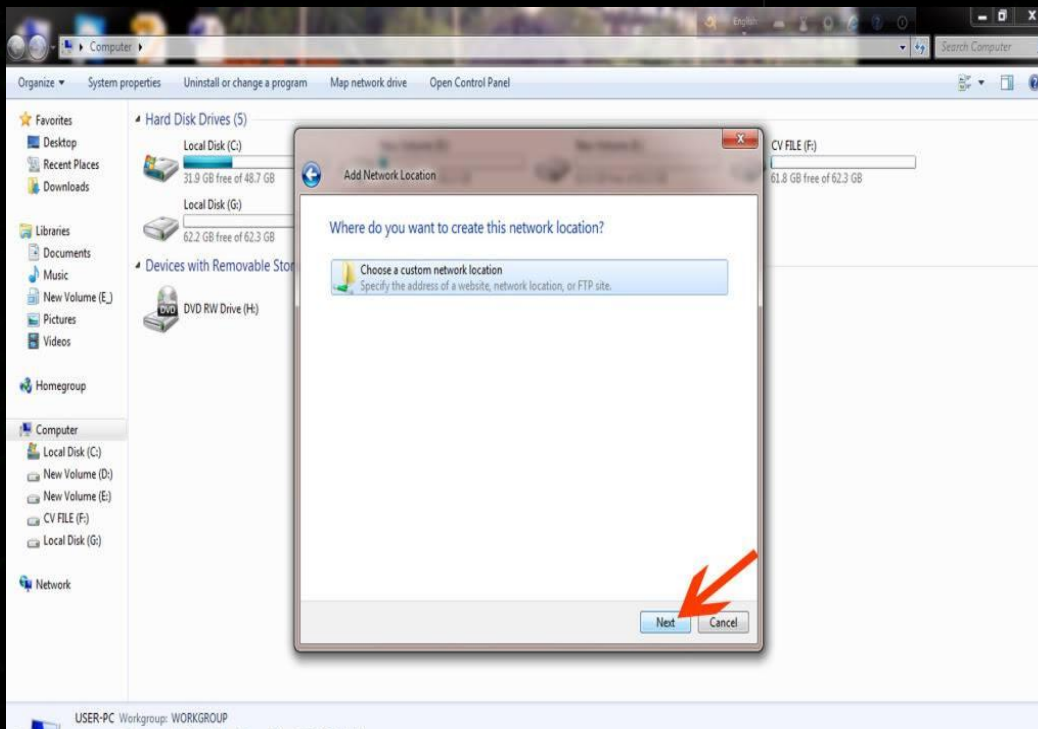 English
Computer
Search Computer
Organize System properties Uninstall or change a program Map network drive Open Control Panel
Favorites
Desktop
Recent Places
Downloads
Libraries
Documents
Music
New Volume (E_)
Pictures
Videos
Homegroup
Computer
Local Disk (C:)
New Volume (D:)
New Volume (E:)
CV FILE (F:)
Local Disk (G:)
Network
Hard Disk Drives (5)
Local Disk (C:)
31.9 GB free of 48.7 GB
Local Disk (G:)
62.2 GB free of 62.3 GB
Devices with Removable Stor
DVD
DVD RW Drive (H:)
CV FILE (F:)
61.8 GB free of 62.3 GB
Add Network Location
Where do you want to create this network location?
Choose a custom network location
Specify the address of a website, network location, or FTP site.
Next Cancel
USER-PC Workgroup: WORKGROUP